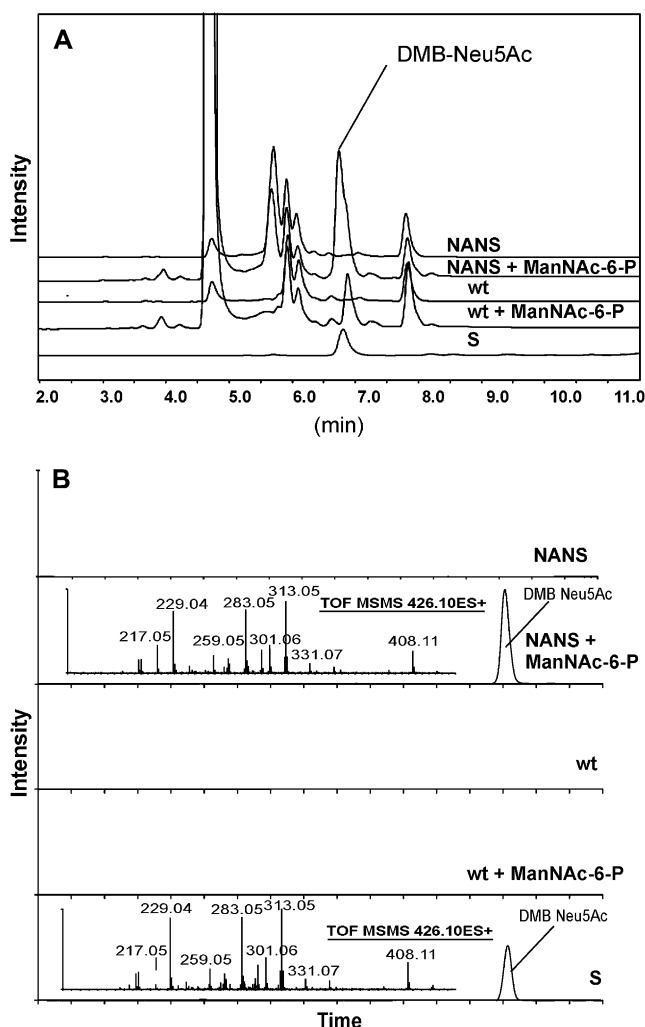 A
DMB-Neu5Ac
Intensity
NANS
NANS + ManNAc-6-P
wt
wt + ManNAc-6-P
S
2.0 3.0 4.0 5.0 6.0 7.0 8.0 9.0 10.0 11.0
(min)
B
Intensity
NANS
313.05
283.05
229.04
TOF MSMS 426.10ES+
DMB Neu5Ac
217.05
259.05
301.06
331.07
408.11
NANS +
ManNAc-6-P
wt
wt + ManNAc-6-P
229.04
283.05
313.05
DMB Neu5Ac
TOF MSMS 426.10ES+
217.05
259.05
301.06
331.07
408.11
S
Time